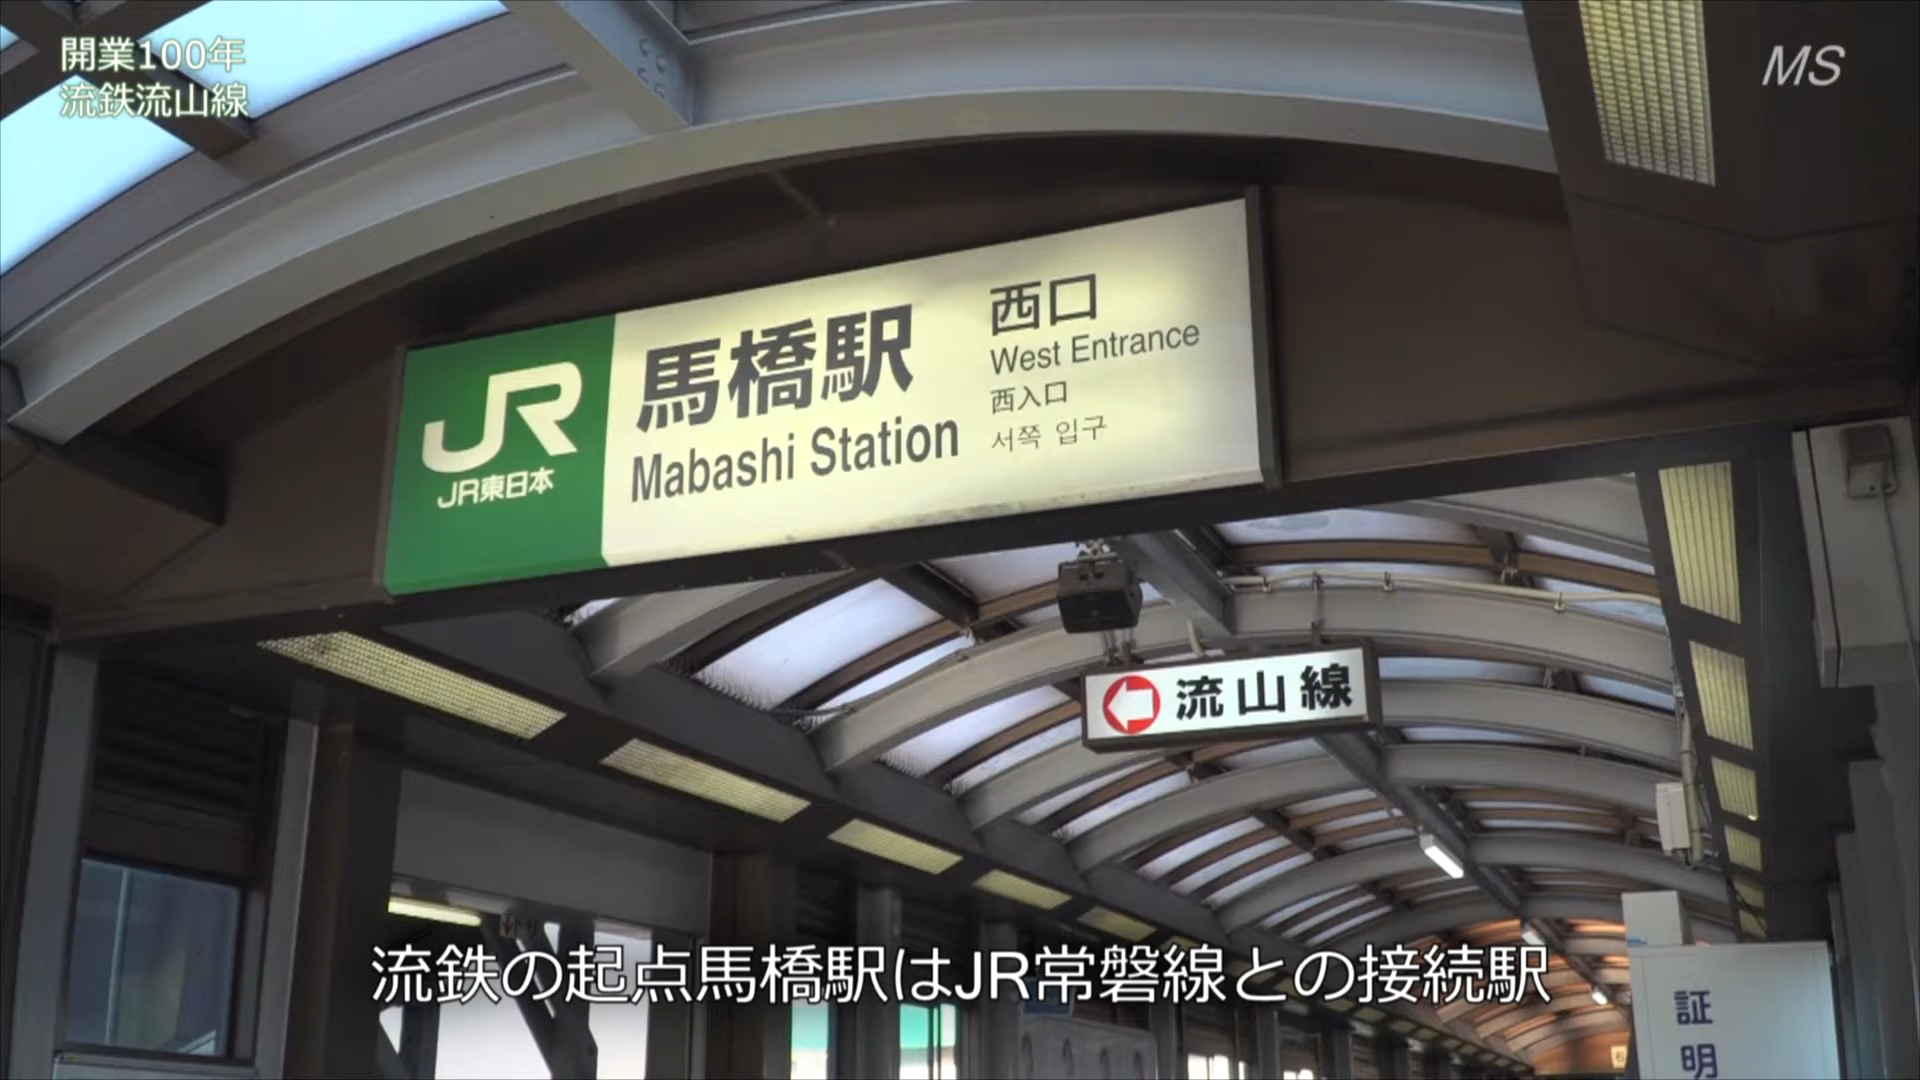 開業100年
流鉄流山線
MS
JR
JR東日本
馬橋駅
Mabashi Station
西口
West Entrance
西入口
서쪽 입구
流山線
流鉄の起点馬橋駅はJR常磐線との接続駅
証明